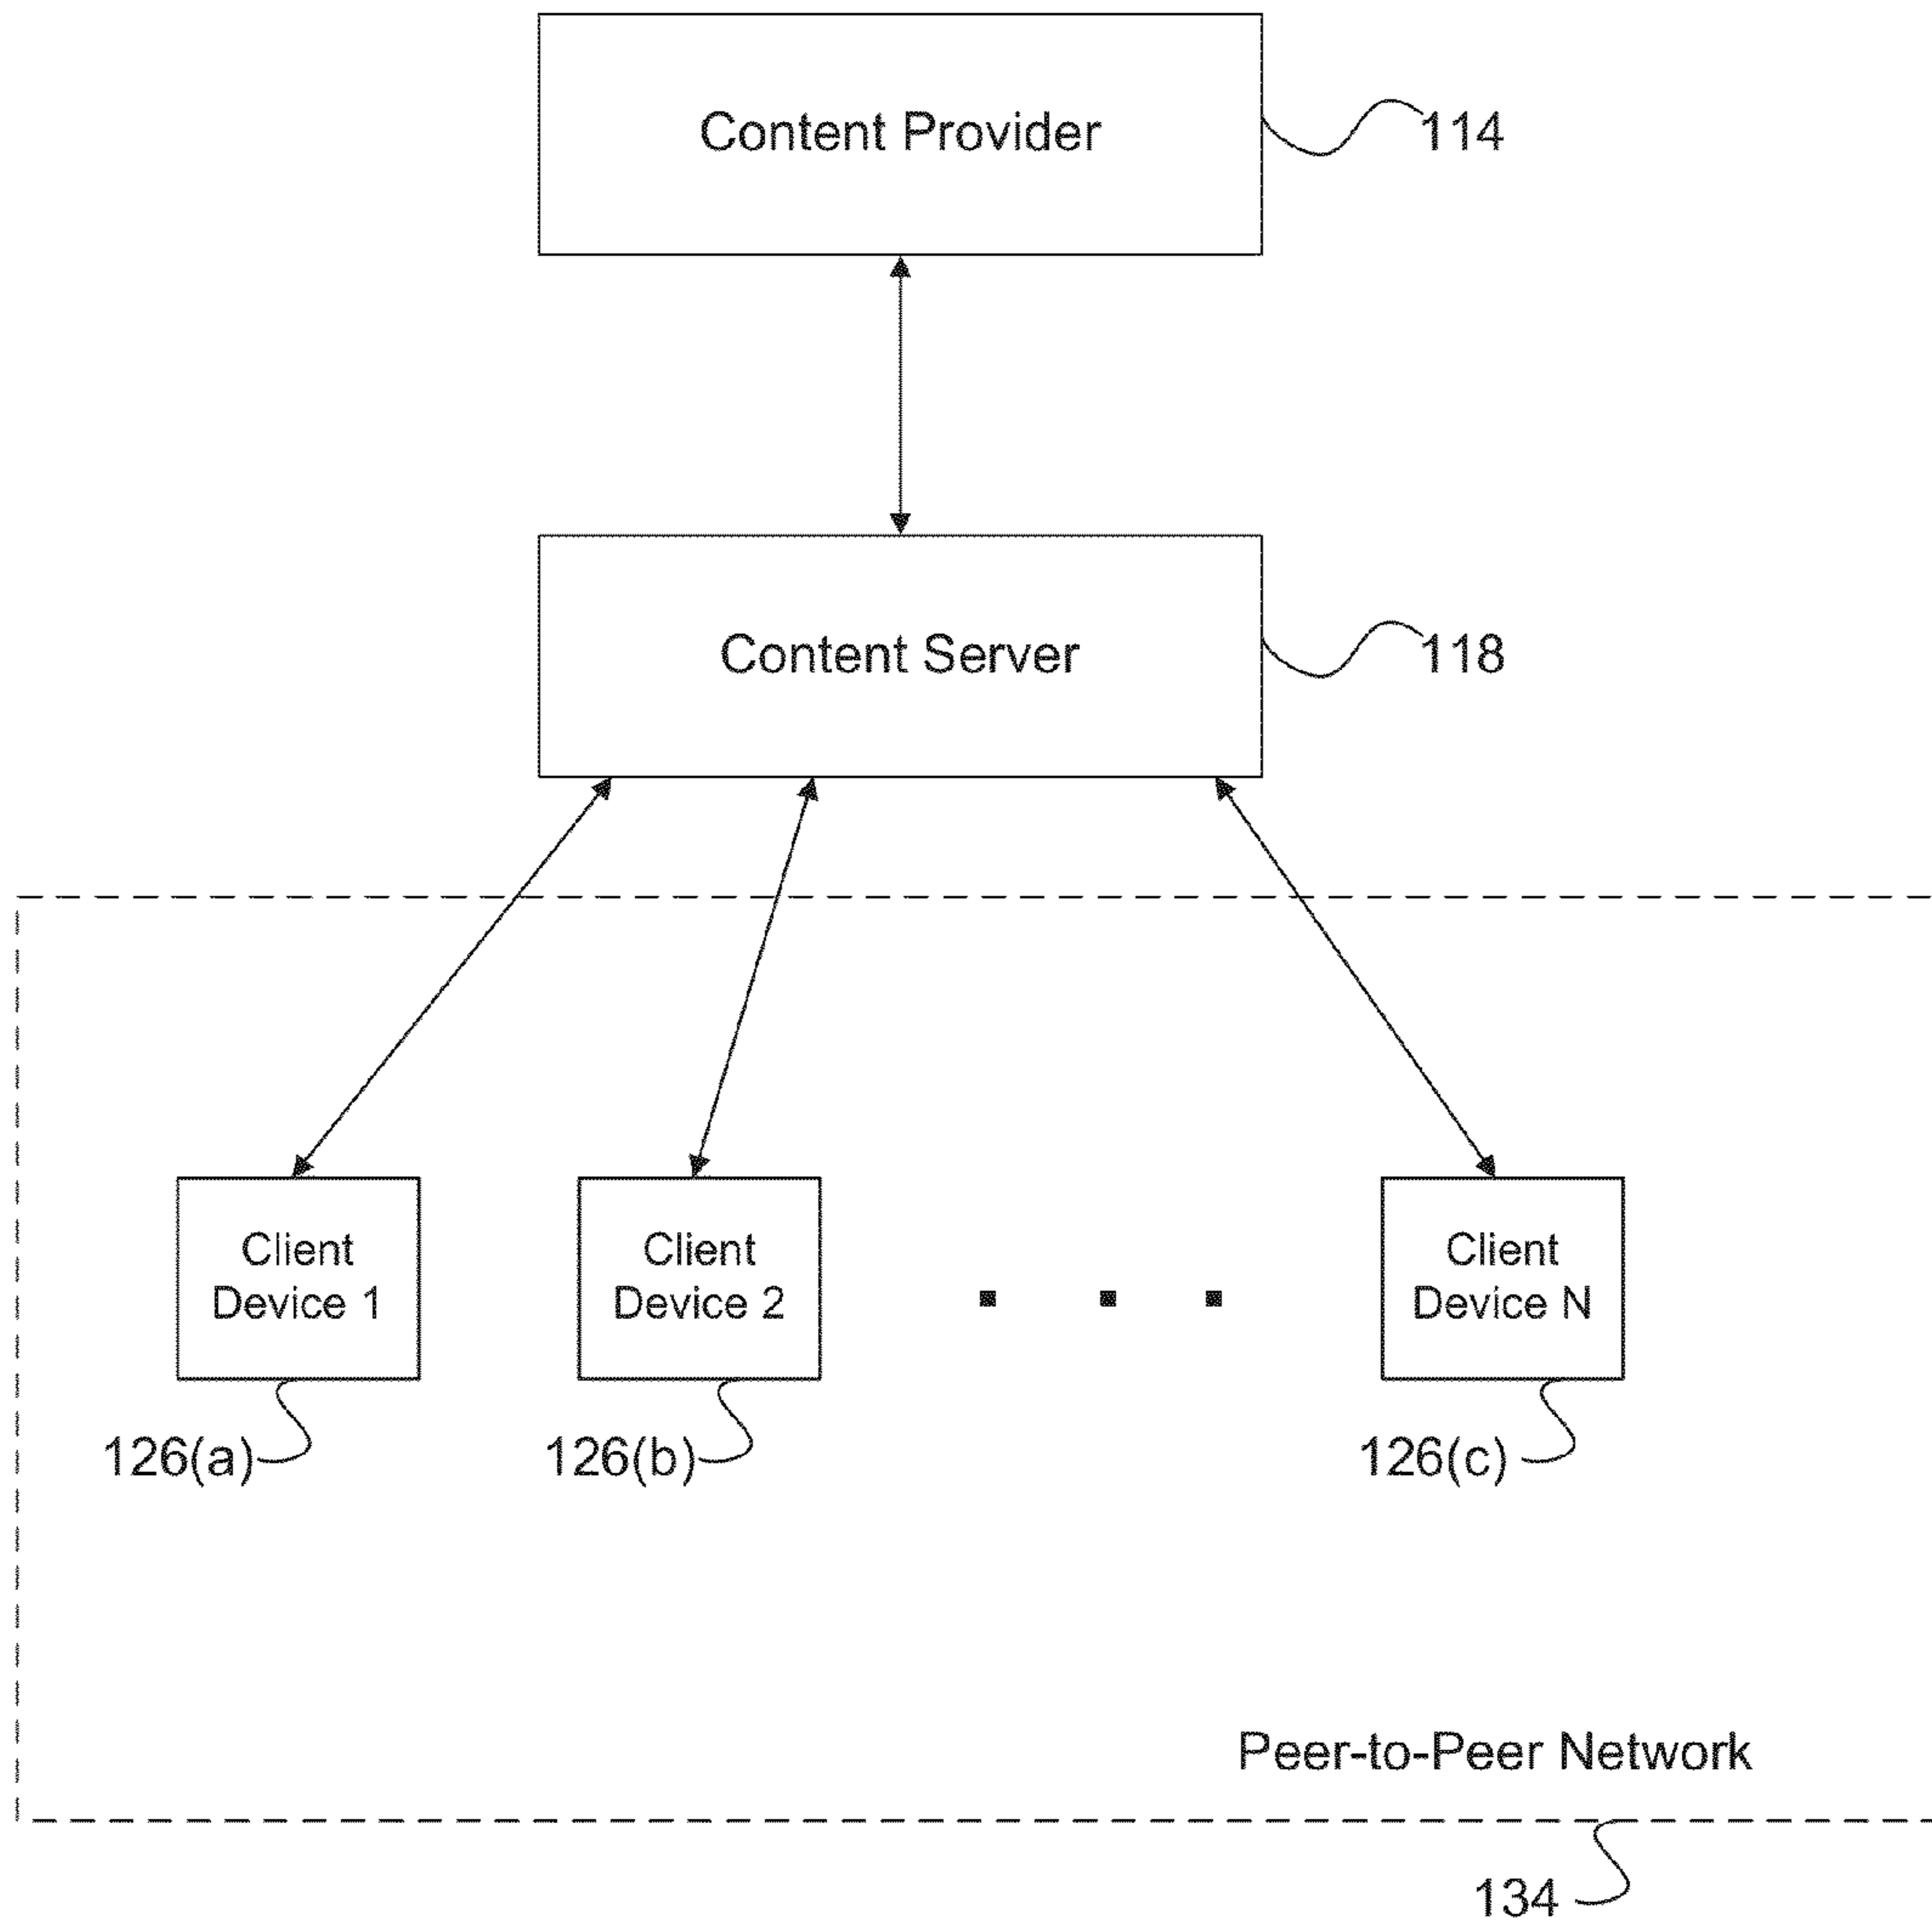 Content Provider
114
Content Server
118
Client
Device 1
Client
Device 2
Client
Device N
126(a)
126(b)
126(c)
Peer-to-Peer Network
134